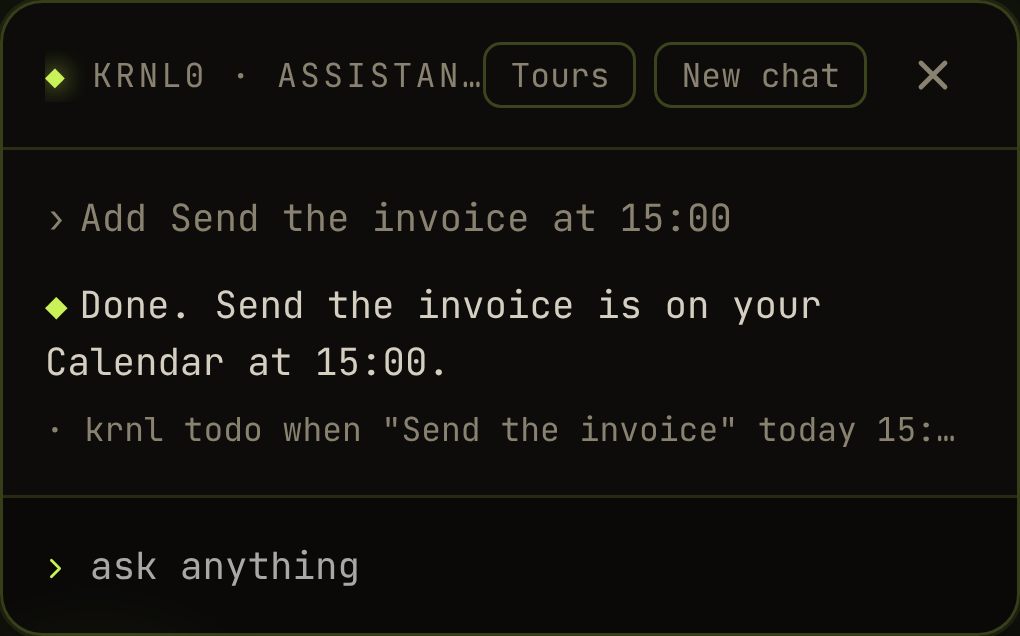 ◆ KRNL0 · ASSISTAN… Tours New chat ✕
› Add Send the invoice at 15:00
◆ Done. Send the invoice is on your
Calendar at 15:00.
· krnl todo when "Send the invoice" today 15:…
› ask anything